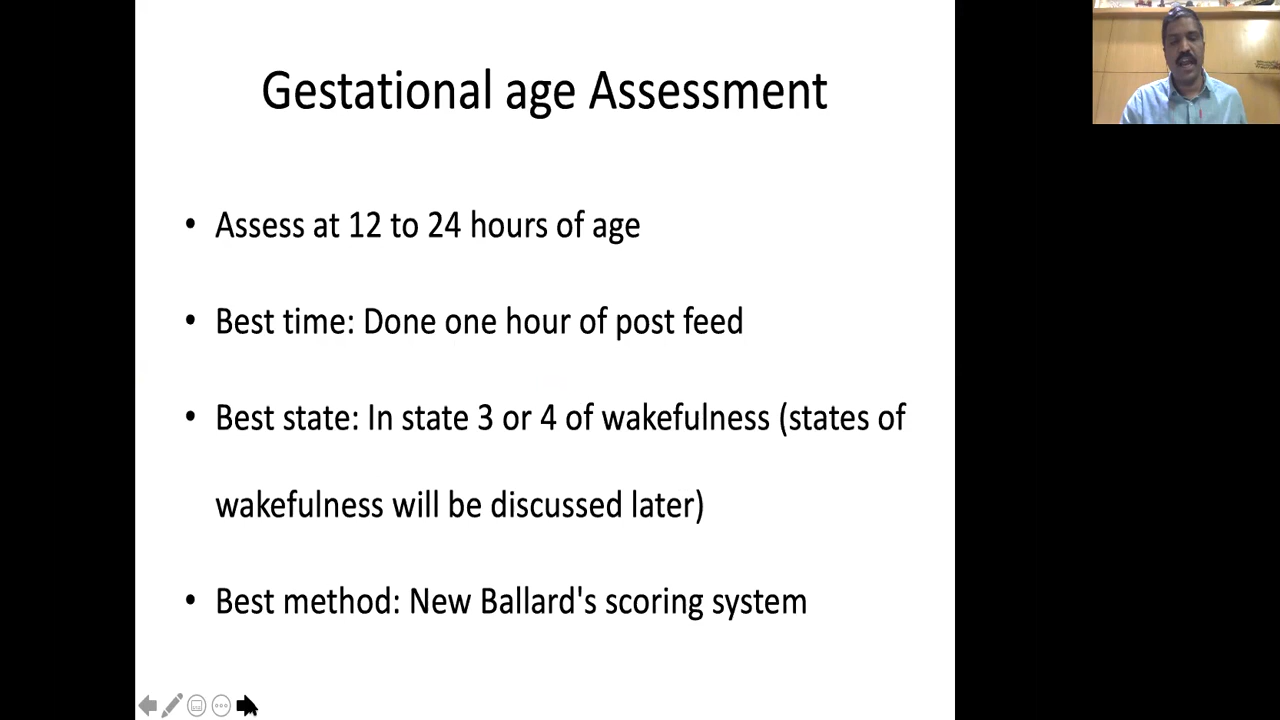 Gestational age Assessment
• Assess at 12 to 24 hours of age
• Best time: Done one hour of post feed
• Best state: In state 3 or 4 of wakefulness (states of
wakefulness will be discussed later)
• Best method: New Ballard's scoring system